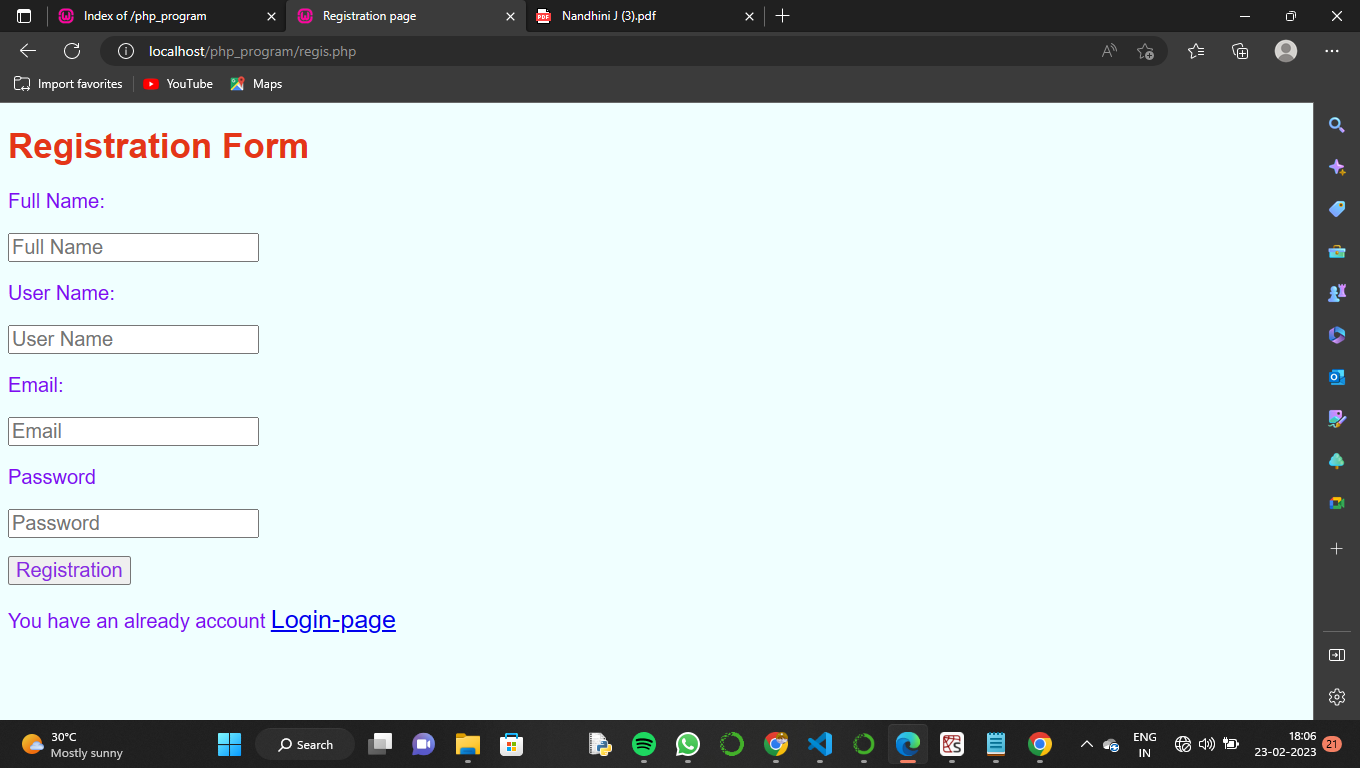 Index of /php_program
Registration page
Nandhini J (3).pdf
localhost/php_program/regis.php
Import favorites
YouTube
Maps
Registration Form
Full Name:
Full Name
User Name:
User Name
Email:
Email
Password
Password
Registration
You have an already account Login-page
30°C
Mostly sunny
Search
ENG
IN
18:06
23-02-2023
21